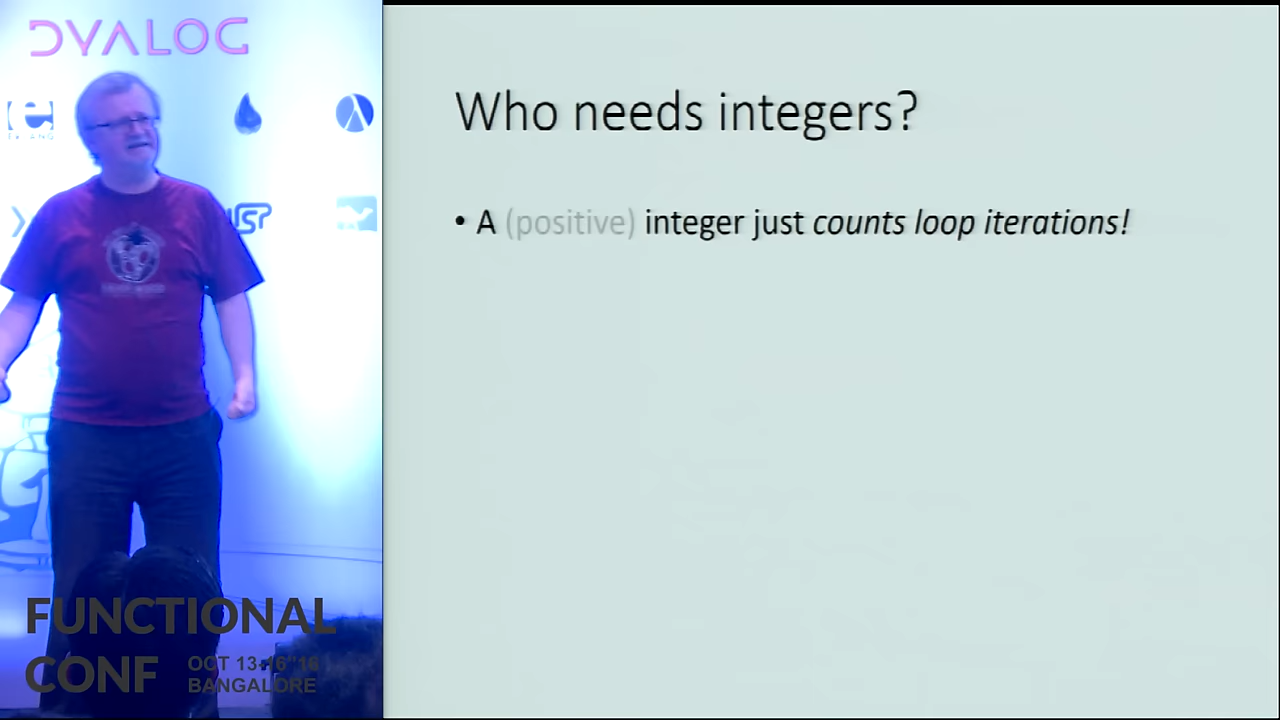 DYALOG
Who needs integers?
• A (positive) integer just counts loop iterations!
FUNCTIONAL
CONF
OCT 13-16"16
BANGALORE